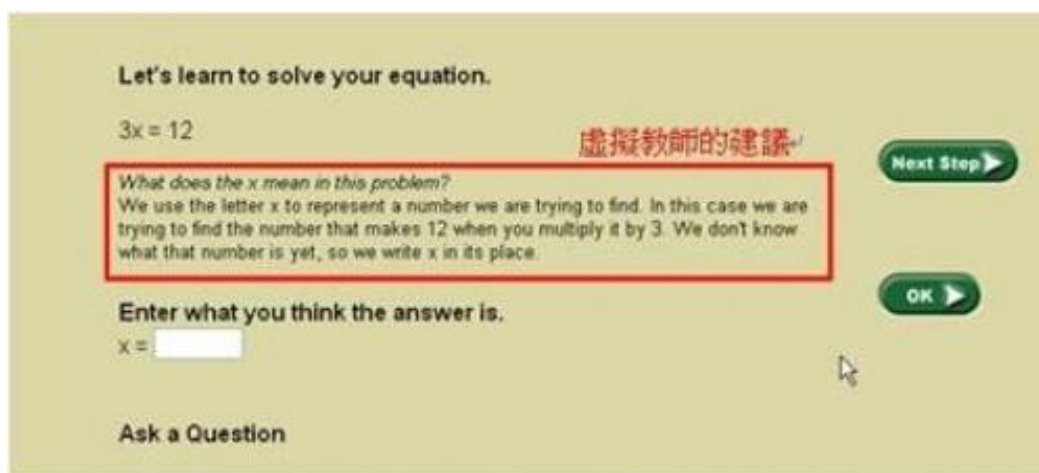 Let's learn to solve your equation.
3x = 12
虛擬教師的建議
Next Step
What does the x mean in this problem?
We use the letter x to represent a number we are trying to find. In this case we are
trying to find the number that makes 12 when you multiply it by 3. We don't know
what that number is yet, so we write x in its place.
OK
Enter what you think the answer is.
x =
Ask a Question